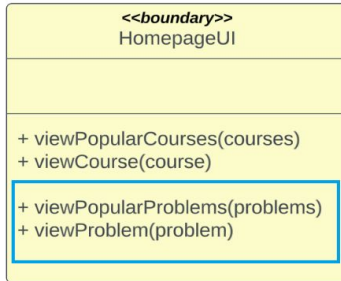 <<boundary>>
HomepageUI
+ viewPopularCourses(courses)
+ viewCourse(course)
+ viewPopularProblems(problems)
+ viewProblem(problem)